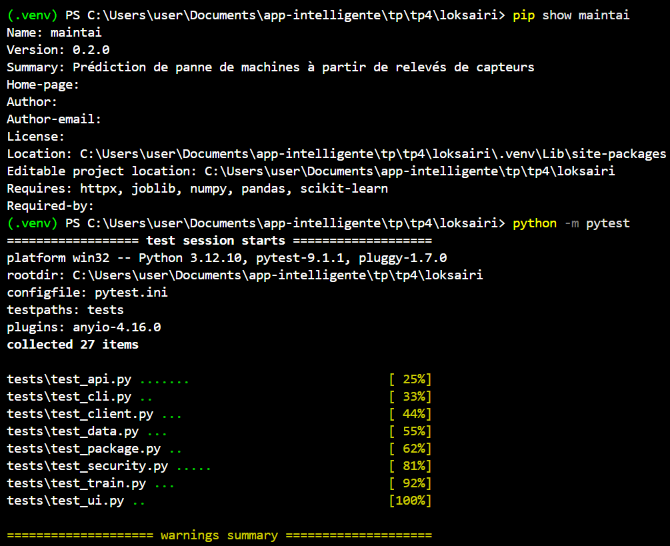 (.venv) PS C:\Users\user\Documents\app-intelligente\tp\tp4\loksairi> pip show maintai
Name: maintai
Version: 0.2.0
Summary: Prédiction de panne de machines à partir de relevés de capteurs
Home-page:
Author:
Author-email:
License:
Location: C:\Users\user\Documents\app-intelligente\tp\tp4\loksairi\.venv\Lib\site-packages
Editable project location: C:\Users\user\Documents\app-intelligente\tp\tp4\loksairi
Requires: httpx, joblib, numpy, pandas, scikit-learn
Required-by:
(.venv) PS C:\Users\user\Documents\app-intelligente\tp\tp4\loksairi> python -m pytest
================== test session starts ===================
platform win32 -- Python 3.12.10, pytest-9.1.1, pluggy-1.7.0
rootdir: C:\Users\user\Documents\app-intelligente\tp\tp4\loksairi
configfile: pytest.ini
testpaths: tests
plugins: anyio-4.16.0
collected 27 items

tests\test_api.py .......                          [ 25%]
tests\test_cli.py ..                               [ 33%]
tests\test_client.py ...                           [ 44%]
tests\test_data.py ...                             [ 55%]
tests\test_package.py ..                           [ 62%]
tests\test_security.py .....                       [ 81%]
tests\test_train.py ...                            [ 92%]
tests\test_ui.py ..                                [100%]

==================== warnings summary ====================